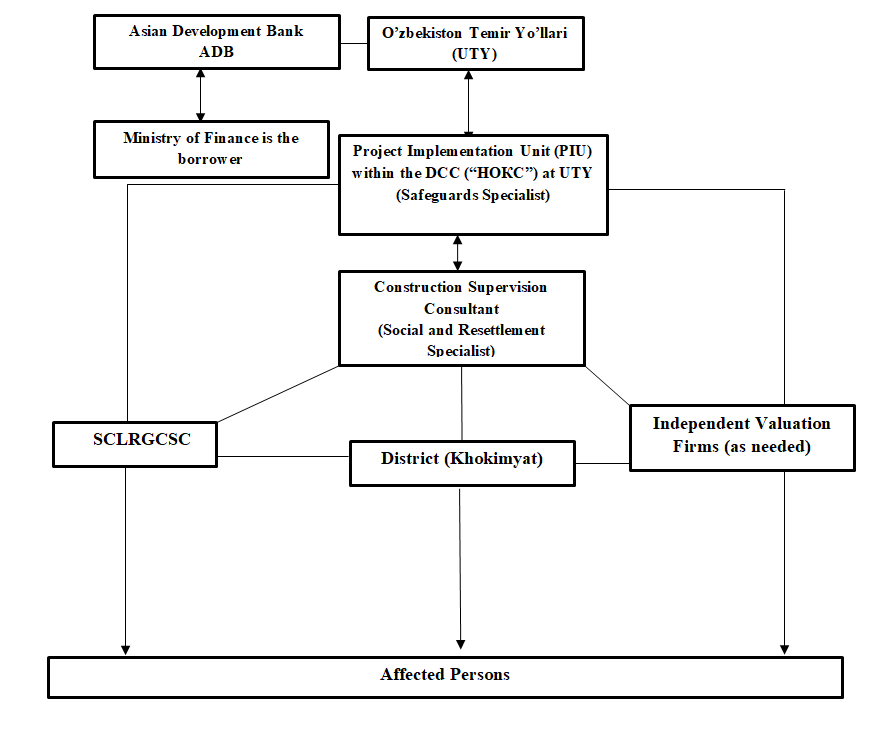 Asian Development Bank
ADB
O’zbekiston Temir Yo’llari
(UTY)
Ministry of Finance is the
borrower
Project Implementation Unit (PIU)
within the DCC (“НОКС”) at UTY
(Safeguards Specialist)
Construction Supervision
Consultant
(Social and Resettlement
Specialist)
SCLRGCSC
District (Khokimyat)
Independent Valuation
Firms (as needed)
Affected Persons